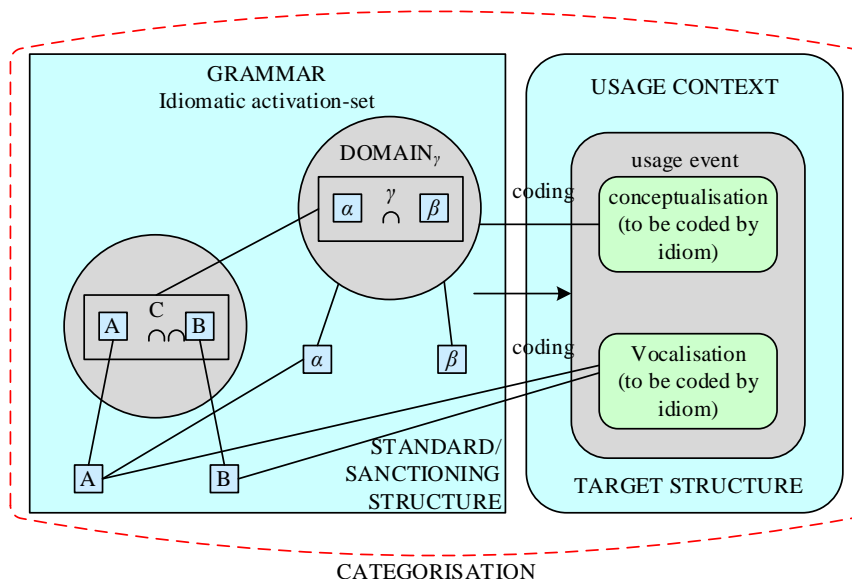 GRAMMAR
Idiomatic activation-set
DOMAINγ
α γ β
C
A B
α
β
A
B
STANDARD/
SANCTIONING
STRUCTURE
coding
coding
USAGE CONTEXT
usage event
conceptualisation
(to be coded by
idiom)
Vocalisation
(to be coded by
idiom)
TARGET STRUCTURE
CATEGORISATION